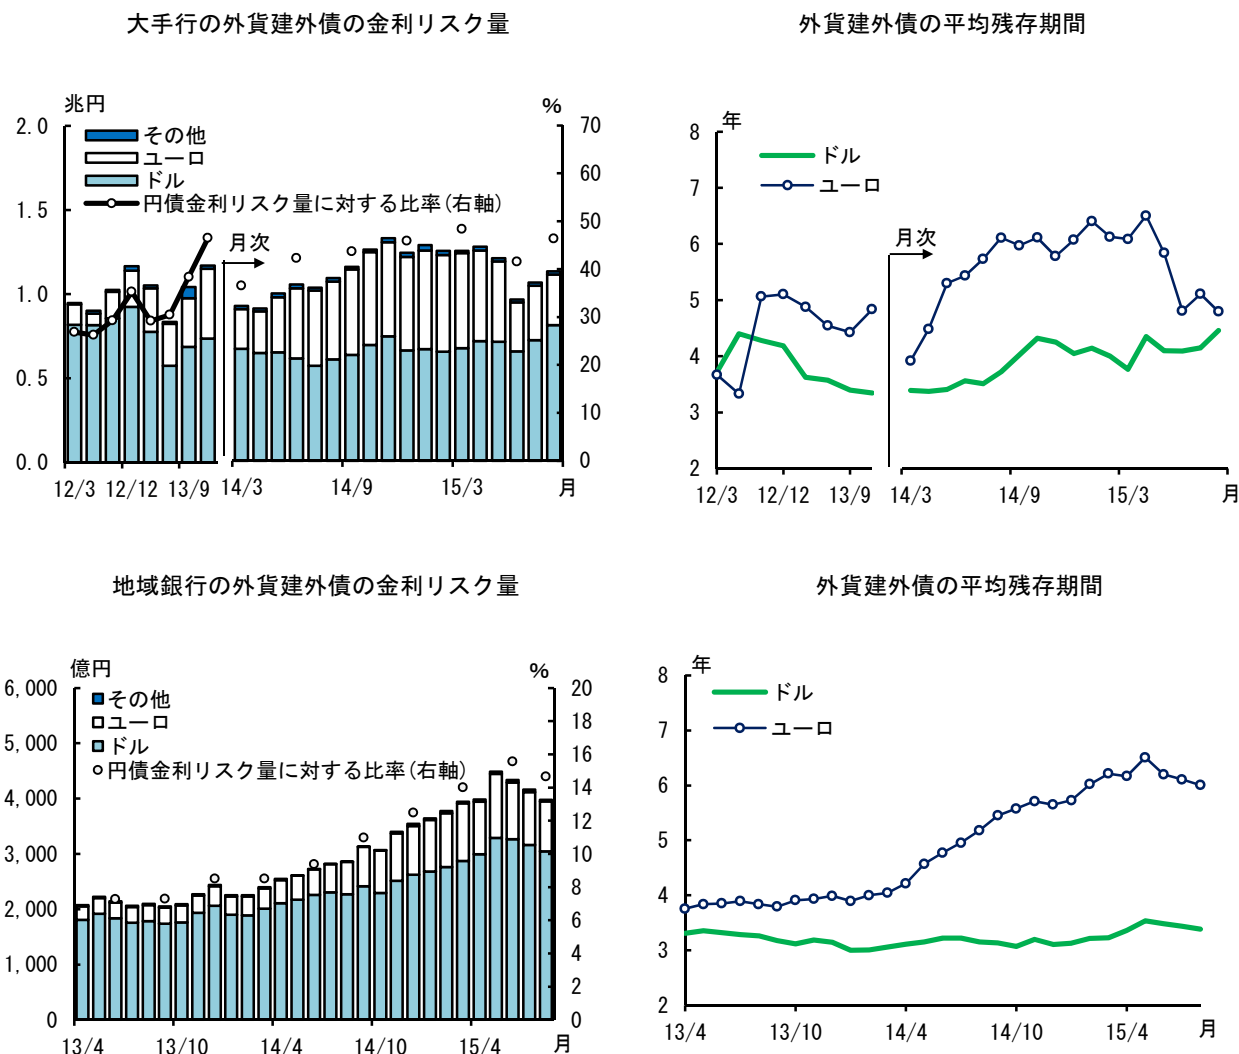 大手行の外貨建外債の金利リスク量
兆円
%
2.0
1.5
1.0
0.5
0.0
70
60
50
40
30
20
10
0
その他
ユーロ
ドル
円債金利リスク量に対する比率(右軸)
月次
12/3 12/12 13/9 14/3 14/9 15/3 月
外貨建外債の平均残存期間
年
8
7
6
5
4
3
2
ドル
ユーロ
月次
12/3 12/12 13/9 14/3 14/9 15/3 月
地域銀行の外貨建外債の金利リスク量
億円
%
6,000
5,000
4,000
3,000
2,000
1,000
0
20
18
16
14
12
10
8
6
4
2
0
その他
ユーロ
ドル
円債金利リスク量に対する比率(右軸)
13/4 13/10 14/4 14/10 15/4 月
外貨建外債の平均残存期間
年
8
7
6
5
4
3
2
ドル
ユーロ
13/4 13/10 14/4 14/10 15/4 月